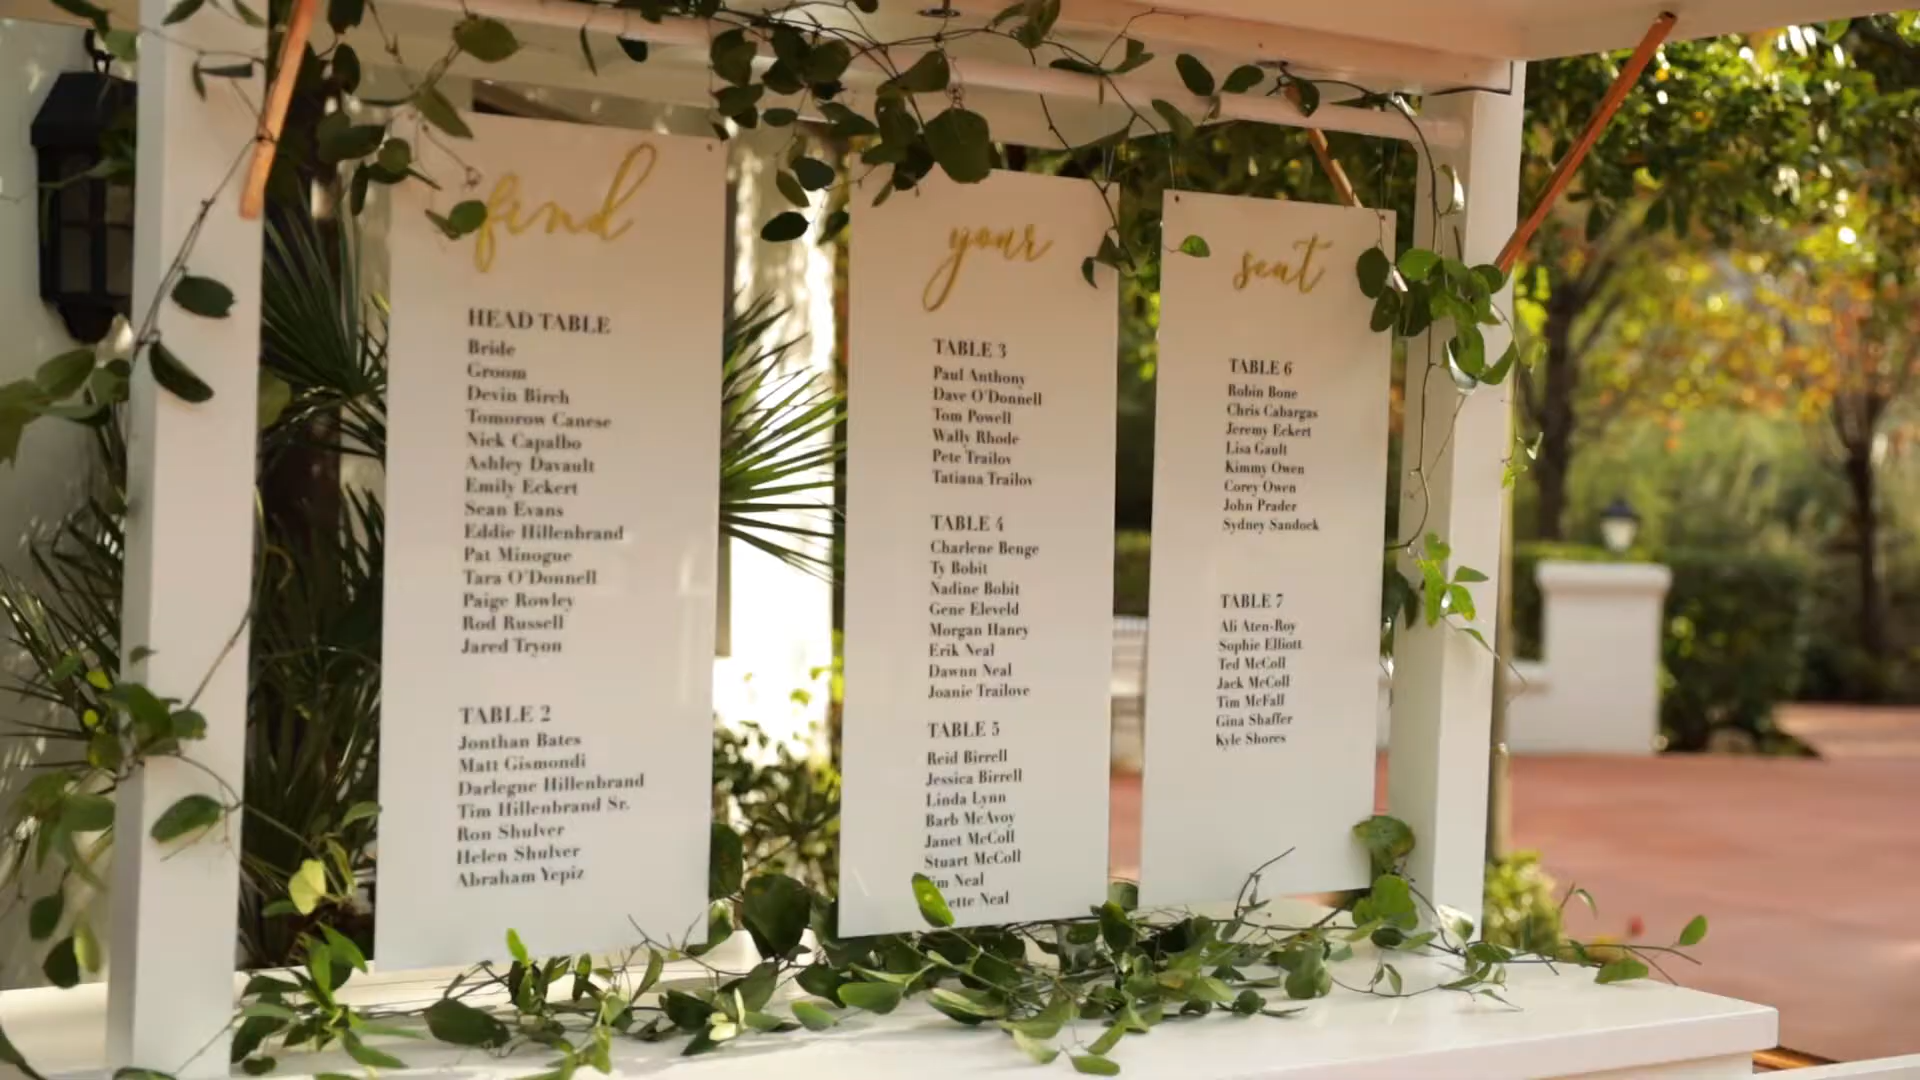 find
HEAD TABLE
Bride
Groom
Devin Birch
Tomorow Canese
Nick Capalbo
Ashley Davault
Emily Eckert
Sean Evans
Eddie Hillenbrand
Pat Minogue
Tara O'Donnell
Paige Rowley
Rod Russell
Jared Tryon
TABLE 2
Jonthan Bates
Matt Gismondi
Darlegne Hillenbrand
Tim Hillenbrand Sr.
Ron Shulver
Helen Shulver
Abraham Yepiz
your
TABLE 3
Paul Anthony
Dave O'Donnell
Tom Powell
Wally Rhode
Pete Trailov
Tatiana Trailov
TABLE 4
Charlene Benge
Ty Bobit
Nadine Bobit
Gene Eleveld
Morgan Haney
Erik Neal
Dawnn Neal
Joanie Trailove
TABLE 5
Reid Birrell
Jessica Birrell
Linda Lynn
Barb McAvoy
Janet McColl
Stuart McColl
Neal
Neal
seat
TABLE 6
Robin Bone
Chris Cabargas
Jeremy Eckert
Lisa Gault
Kimmy Owen
Corey Owen
John Prader
Sydney Sandock
TABLE 7
Ali Aten-Roy
Sophie Elliott
Ted McColl
Jack McColl
Tim McFall
Gina Shaffer
Kyle Shores